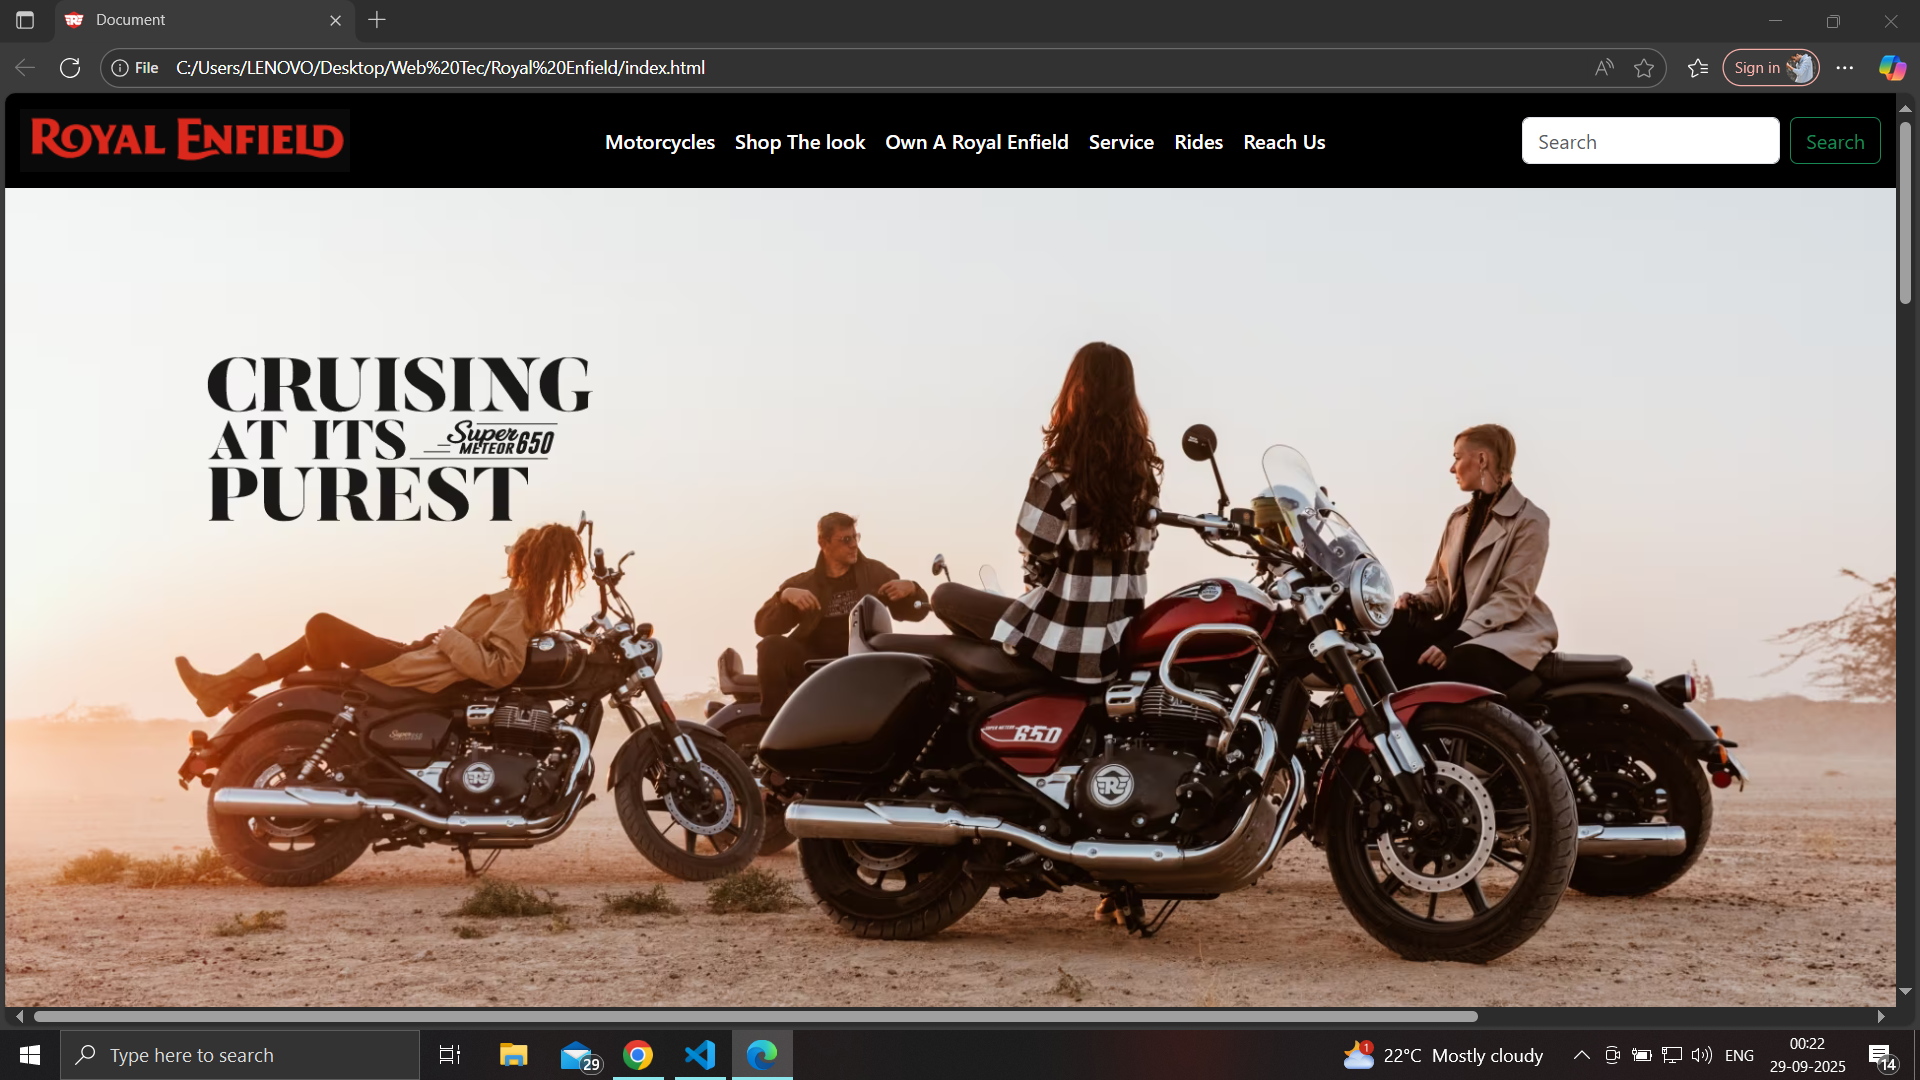 Document
File C:/Users/LENOVO/Desktop/Web%20Tec/Royal%20Enfield/index.html
Sign in
ROYAL ENFIELD
Motorcycles Shop The look Own A Royal Enfield Service Rides Reach Us
Search Search
CRUISING
AT ITS Super METEOR 650
PUREST
SUPER METEOR 650
R
R
Type here to search
29
1
22°C Mostly cloudy
ENG
00:22
29-09-2025
14